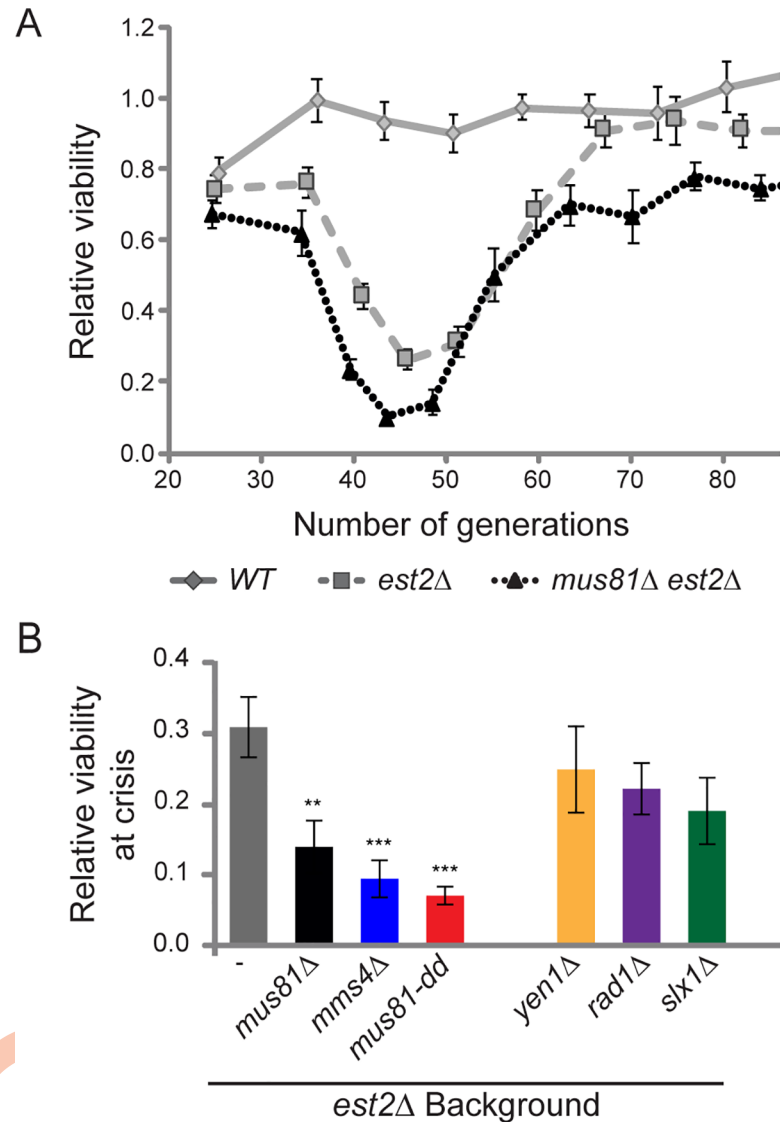 A
1.2
1.0
0.8
0.6
0.4
0.2
0.0
Relative viability
20 30 40 50 60 70 80
Number of generations
WT est2Δ mus81Δ est2Δ
B
0.4
0.3
0.2
0.1
0.0
Relative viability
at crisis
** *** ***
- mus81Δ mms4Δ mus81-dd yen1Δ rad1Δ slx1Δ
est2Δ Background